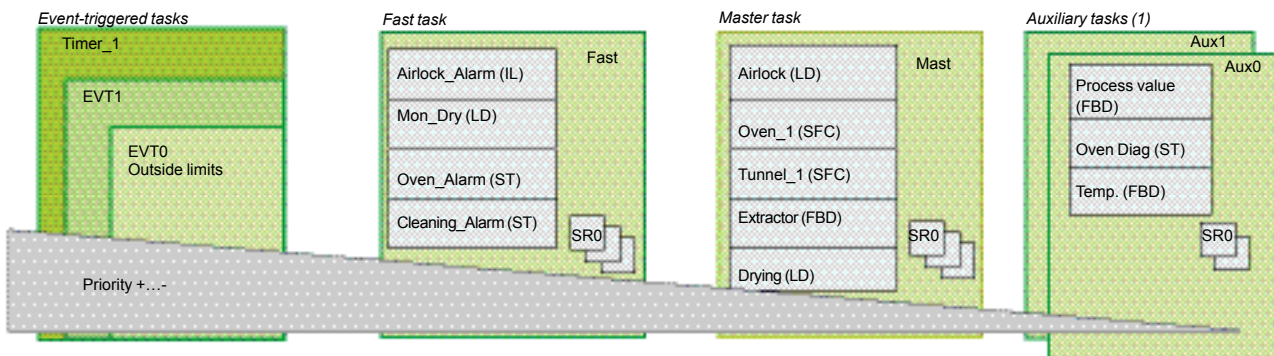 Event-triggered tasks
Timer_1
EVT1
EVT0
Outside limits
Priority +…-
Fast task
Fast
Airlock_Alarm (IL)
Mon_Dry (LD)
Oven_Alarm (ST)
Cleaning_Alarm (ST)
SR0
Master task
Mast
Airlock (LD)
Oven_1 (SFC)
Tunnel_1 (SFC)
Extractor (FBD)
Drying (LD)
SR0
Auxiliary tasks (1)
Aux1
Aux0
Process value
(FBD)
Oven Diag (ST)
Temp. (FBD)
SR0